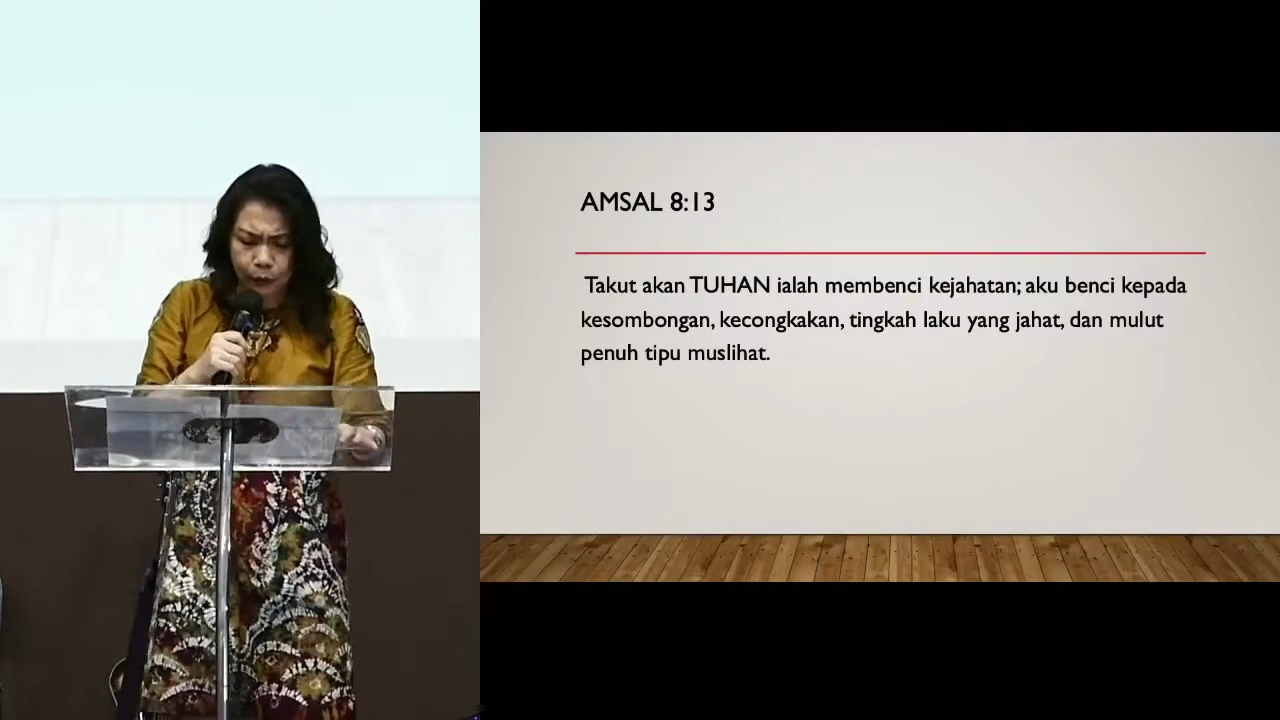 AMSAL 8:13
Takut akan TUHAN ialah membenci kejahatan; aku benci kepada
kesombongan, kecongkakan, tingkah laku yang jahat, dan mulut
penuh tipu muslihat.